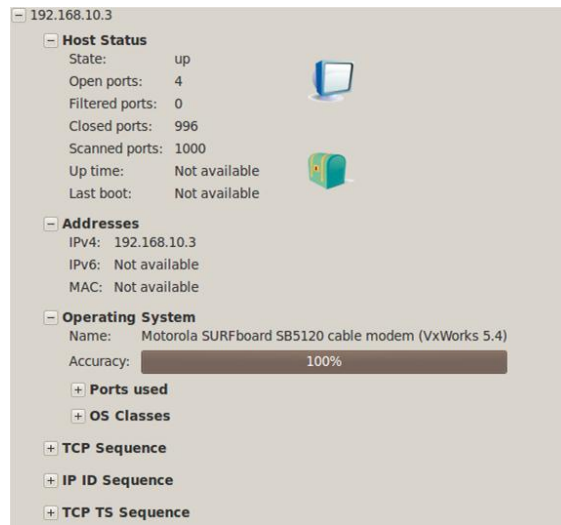 192.168.10.3
Host Status
State: up
Open ports: 4
Filtered ports: 0
Closed ports: 996
Scanned ports: 1000
Up time: Not available
Last boot: Not available
Addresses
IPv4: 192.168.10.3
IPv6: Not available
MAC: Not available
Operating System
Name: Motorola SURFboard SB5120 cable modem (VxWorks 5.4)
Accuracy: 100%
Ports used
OS Classes
TCP Sequence
IP ID Sequence
TCP TS Sequence